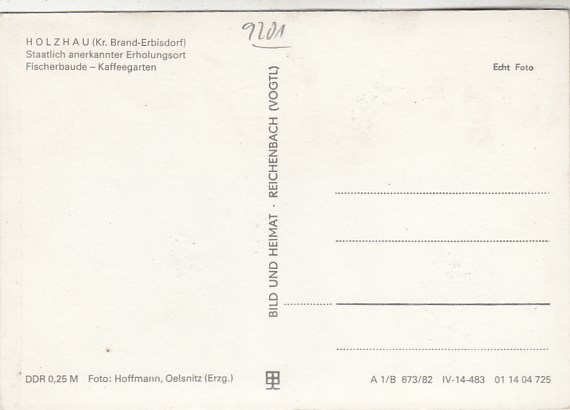 9201
HOLZHAU (Kr. Brand-Erbisdorf)
Staatlich anerkannter Erholungsort
Fischerbaude – Kaffeegarten
Echt Foto
BILD UND HEIMAT · REICHENBACH (VOGTL)
DDR 0,25 M Foto: Hoffmann, Oelsnitz (Erzg.)
A 1/B 673/82 IV-14-483 01 14 04 725